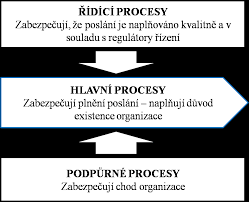 ŘÍDÍCÍ PROCESY
Zabezpečují, že poslání je naplňováno kvalitně a v
souladu s regulátory řízení
HLAVNÍ PROCESY
Zabezpečují plnění poslání – naplňují důvod
existence organizace
PODPŮRNÉ PROCESY
Zabezpečují chod organizace